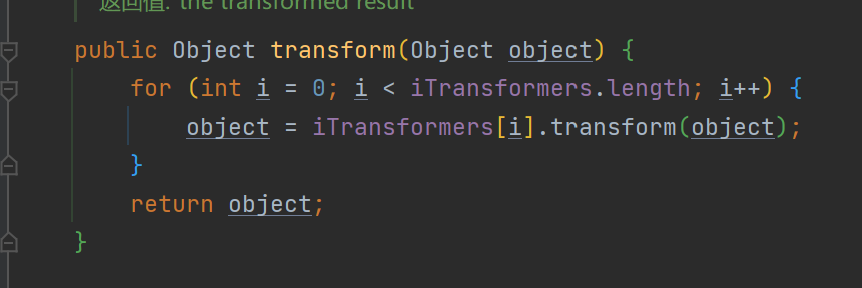 返回值: the transformed result
public Object transform(Object object) {
for (int i = 0; i < iTransformers.length; i++) {
object = iTransformers[i].transform(object);
}
return object;
}